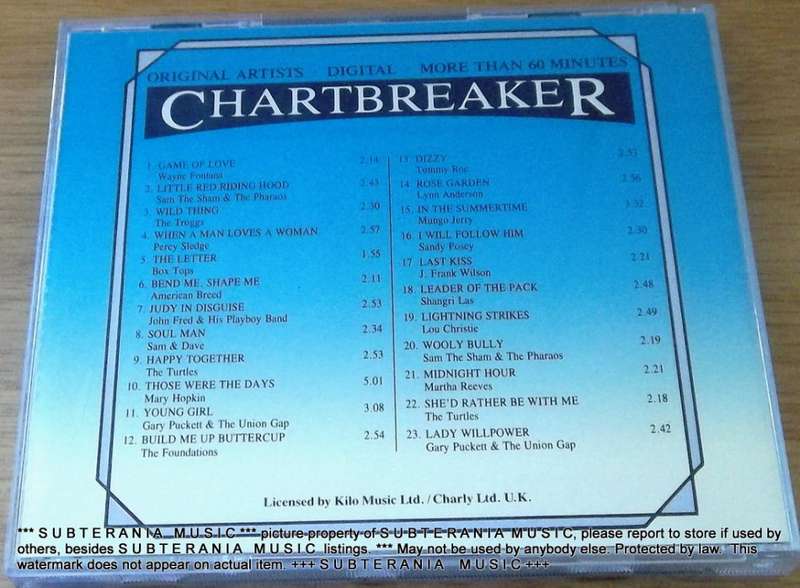 ORIGINAL ARTISTS · DIGITAL · MORE THAN 60 MINUTES
CHARTBREAKER
1. GAME OF LOVE 2.14
Wayne Fontana
2. LITTLE RED RIDING HOOD 2.43
Sam The Sham & The Pharaos
3. WILD THING 2.30
The Troggs
4. WHEN A MAN LOVES A WOMAN 2.57
Percy Sledge
5. THE LETTER 1.55
Box Tops
6. BEND ME, SHAPE ME 2.11
American Breed
7. JUDY IN DISGUISE 2.53
John Fred & His Playboy Band
8. SOUL MAN 2.34
Sam & Dave
9. HAPPY TOGETHER 2.53
The Turtles
10. THOSE WERE THE DAYS 5.01
Mary Hopkin
11. YOUNG GIRL 3.08
Gary Puckett & The Union Gap
12. BUILD ME UP BUTTERCUP 2.54
The Foundations
13. DIZZY 2.53
Tommy Roe
14. ROSE GARDEN 2.56
Lynn Anderson
15. IN THE SUMMERTIME 3.32
Mungo Jerry
16. I WILL FOLLOW HIM 2.30
Sandy Posey
17. LAST KISS 2.21
J. Frank Wilson
18. LEADER OF THE PACK 2.48
Shangri Las
19. LIGHTNING STRIKES 2.49
Lou Christie
20. WOOLY BULLY 2.19
Sam The Sham & The Pharaos
21. MIDNIGHT HOUR 2.21
Martha Reeves
22. SHE'D RATHER BE WITH ME 2.18
The Turtles
23. LADY WILLPOWER 2.42
Gary Puckett & The Union Gap
Licensed by Kilo Music Ltd. / Charly Ltd. U.K.
*** S U B T E R A N I A M U S I C *** picture property of S U B T E R A N I A M U S I C, please report to store if used by
others, besides S U B T E R A N I A M U S I C listings. *** May not be used by anybody else. Protected by law. This
watermark does not appear on actual item. +++ S U B T E R A N I A M U S I C +++